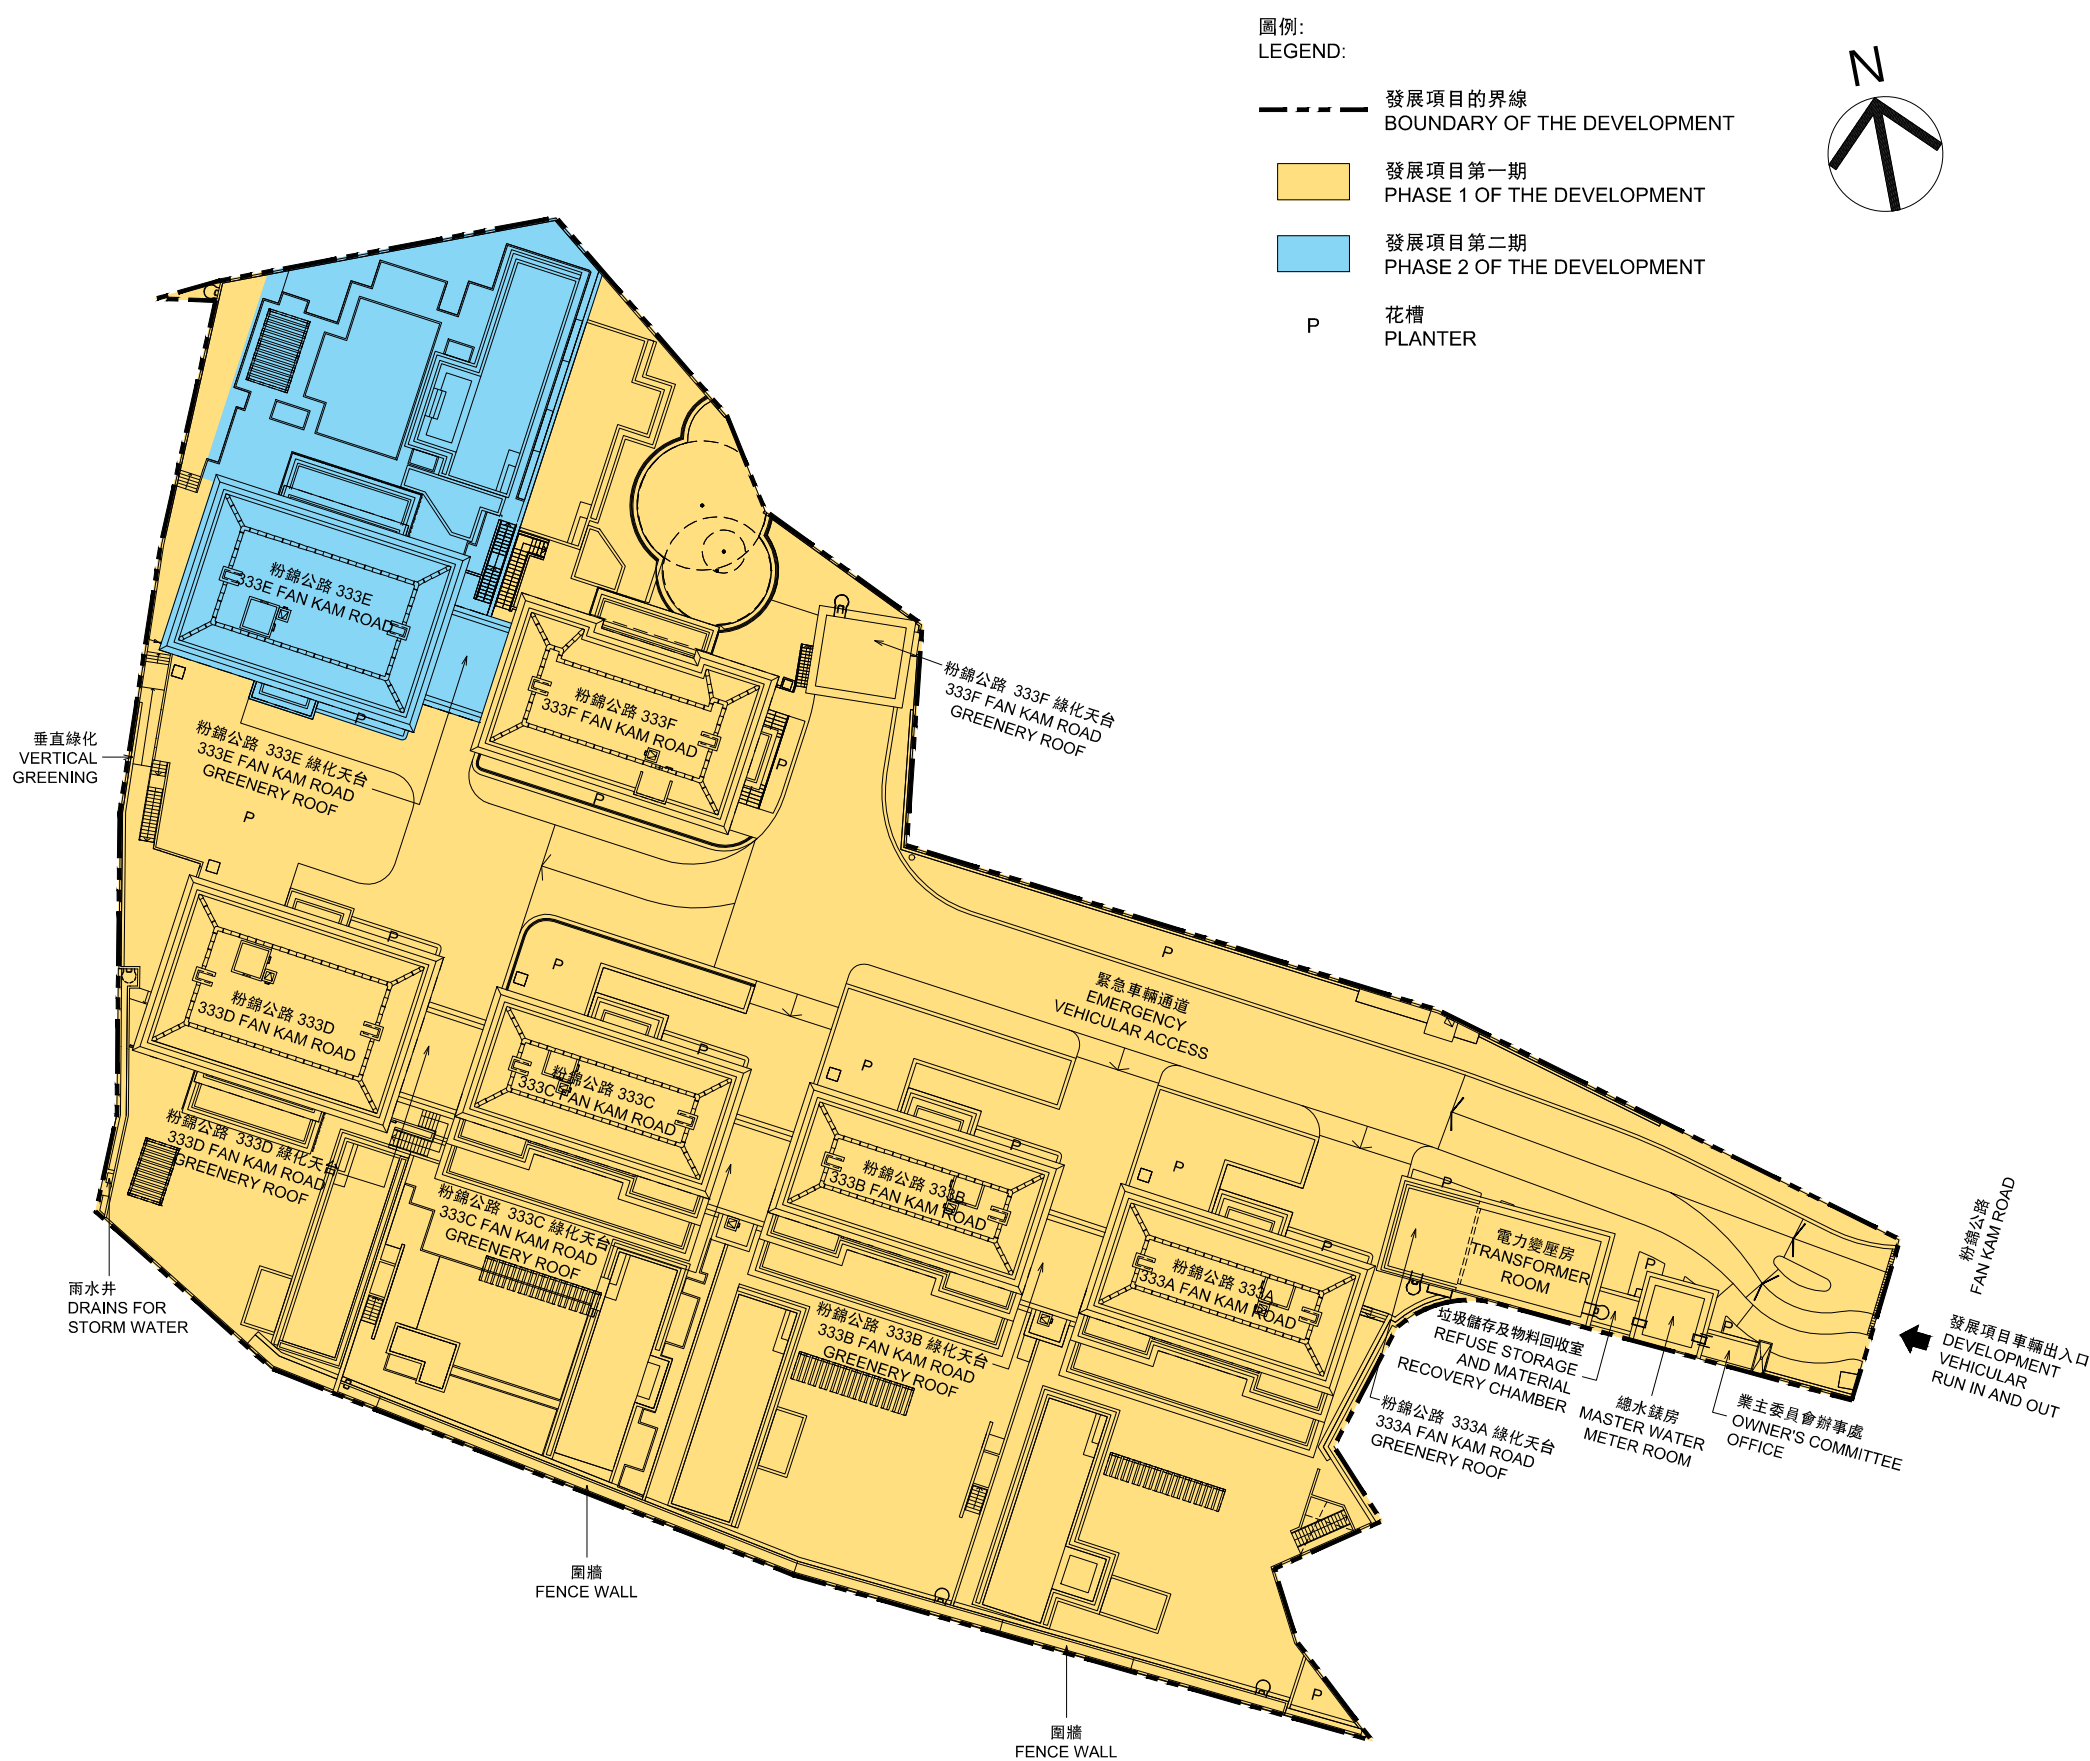 圖例:
LEGEND:
N
發展項目的界線
BOUNDARY OF THE DEVELOPMENT
發展項目第一期
PHASE 1 OF THE DEVELOPMENT
發展項目第二期
PHASE 2 OF THE DEVELOPMENT
P
花槽
PLANTER
粉錦公路 333E
333E FAN KAM ROAD
P
粉錦公路 333F
333F FAN KAM ROAD
P
P
粉錦公路 333F 綠化天台
333F FAN KAM ROAD
GREENERY ROOF
垂直綠化
VERTICAL
GREENING
粉錦公路 333E 綠化天台
333E FAN KAM ROAD
GREENERY ROOF
P
P
粉錦公路 333D
333D FAN KAM ROAD
P
P
緊急車輛通道
EMERGENCY
VEHICULAR ACCESS
P
粉錦公路 333C
333C FAN KAM ROAD
P
粉錦公路 333D 綠化天台
333D FAN KAM ROAD
GREENERY ROOF
粉錦公路 333C 綠化天台
333C FAN KAM ROAD
GREENERY ROOF
P
粉錦公路 333B
333B FAN KAM ROAD
P
粉錦公路 333B 綠化天台
333B FAN KAM ROAD
GREENERY ROOF
P
粉錦公路 333A
333A FAN KAM ROAD
P
電力變壓房
TRANSFORMER
ROOM
P
P
P
粉錦公路
FAN KAM ROAD
發展項目車輛出入口
DEVELOPMENT
VEHICULAR
RUN IN AND OUT
雨水井
DRAINS FOR
STORM WATER
垃圾儲存及物料回收室
REFUSE STORAGE
AND MATERIAL
RECOVERY CHAMBER
粉錦公路 333A 綠化天台
333A FAN KAM ROAD
GREENERY ROOF
總水錶房
MASTER WATER
METER ROOM
業主委員會辦事處
OWNER'S COMMITTEE
OFFICE
圍牆
FENCE WALL
P
圍牆
FENCE WALL